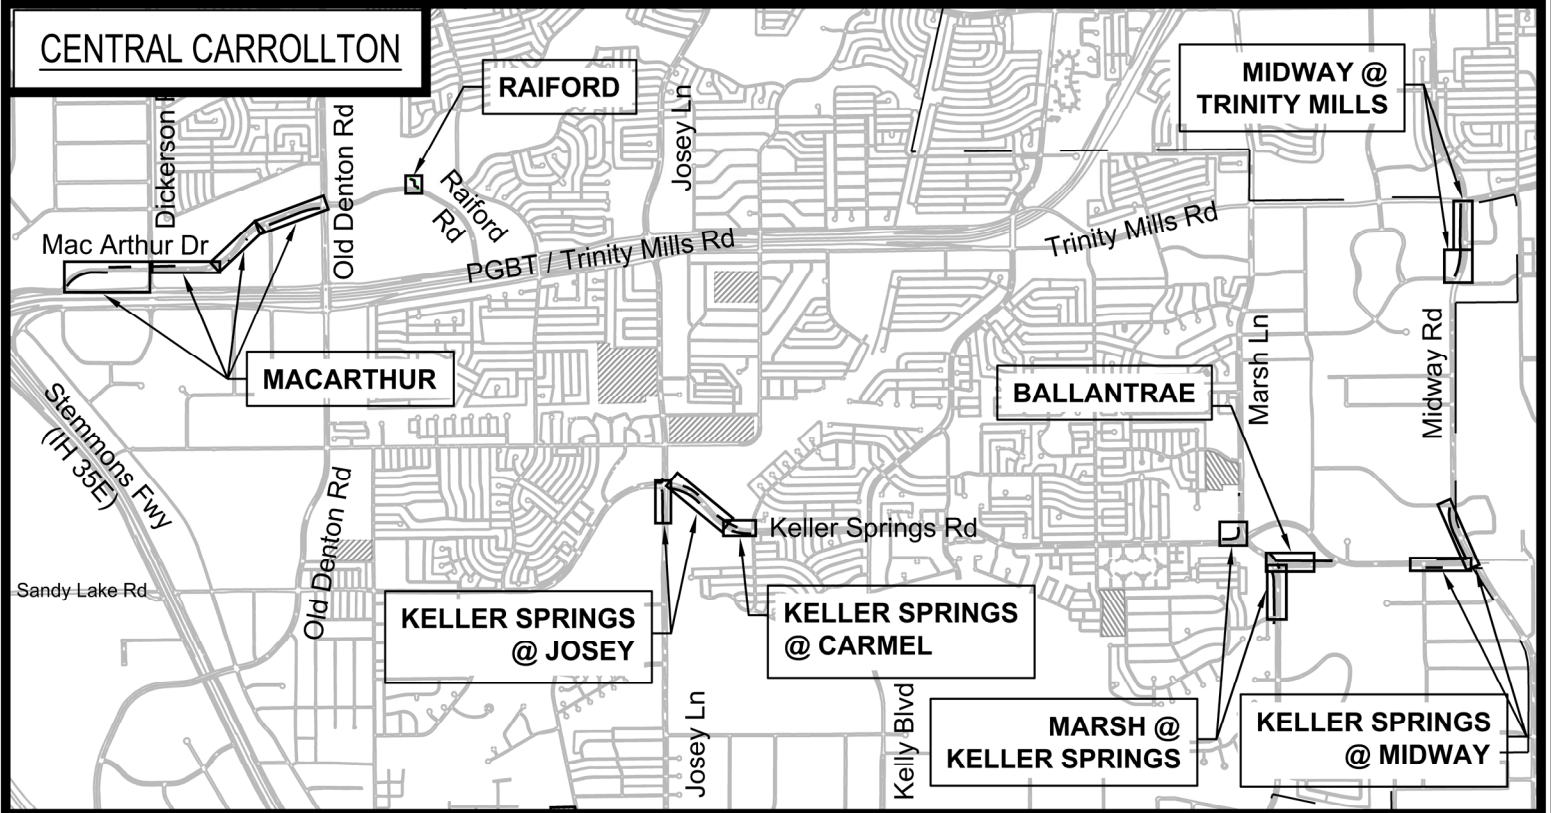 CENTRAL CARROLLTON
RAIFORD
MIDWAY @
TRINITY MILLS
Dickerson
Old Denton Rd
Josey Ln
Raiford
Rd
Mac Arthur Dr
PGBT / Trinity Mills Rd
Trinity Mills Rd
MACARTHUR
BALLANTRAE
Marsh Ln
Midway Rd
Stemmons Fwy
(IH 35E)
Old Denton Rd
Keller Springs Rd
Sandy Lake Rd
KELLER SPRINGS
@ JOSEY
KELLER SPRINGS
@ CARMEL
Josey Ln
Kelly Blvd
MARSH @
KELLER SPRINGS
KELLER SPRINGS
@ MIDWAY